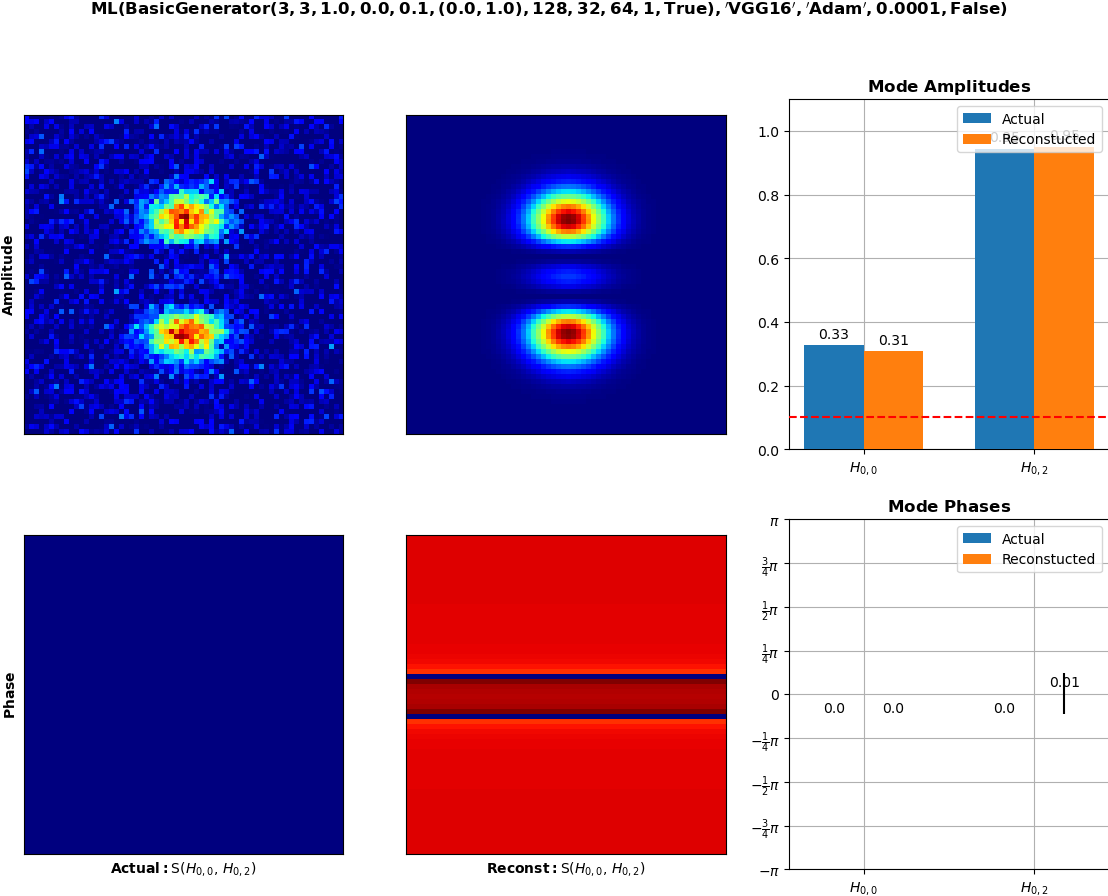 ML(BasicGenerator(3, 3, 1.0, 0.0, 0.1, (0.0, 1.0), 128, 32, 64, 1, True), ′VGG16′, ′Adam′, 0.0001, False)
Amplitude
Mode Amplitudes
Actual
Reconstucted
1.0
0.8
0.6
0.4
0.2
0.0
0.33
0.31
H0,0
H0,2
Phase
Actual: S(H0,0, H0,2)
Reconst: S(H0,0, H0,2)
Mode Phases
Actual
Reconstucted
π
3/4π
1/2π
1/4π
0
−1/4π
−1/2π
−3/4π
−π
0.0
0.0
0.0
0.01
H0,0
H0,2